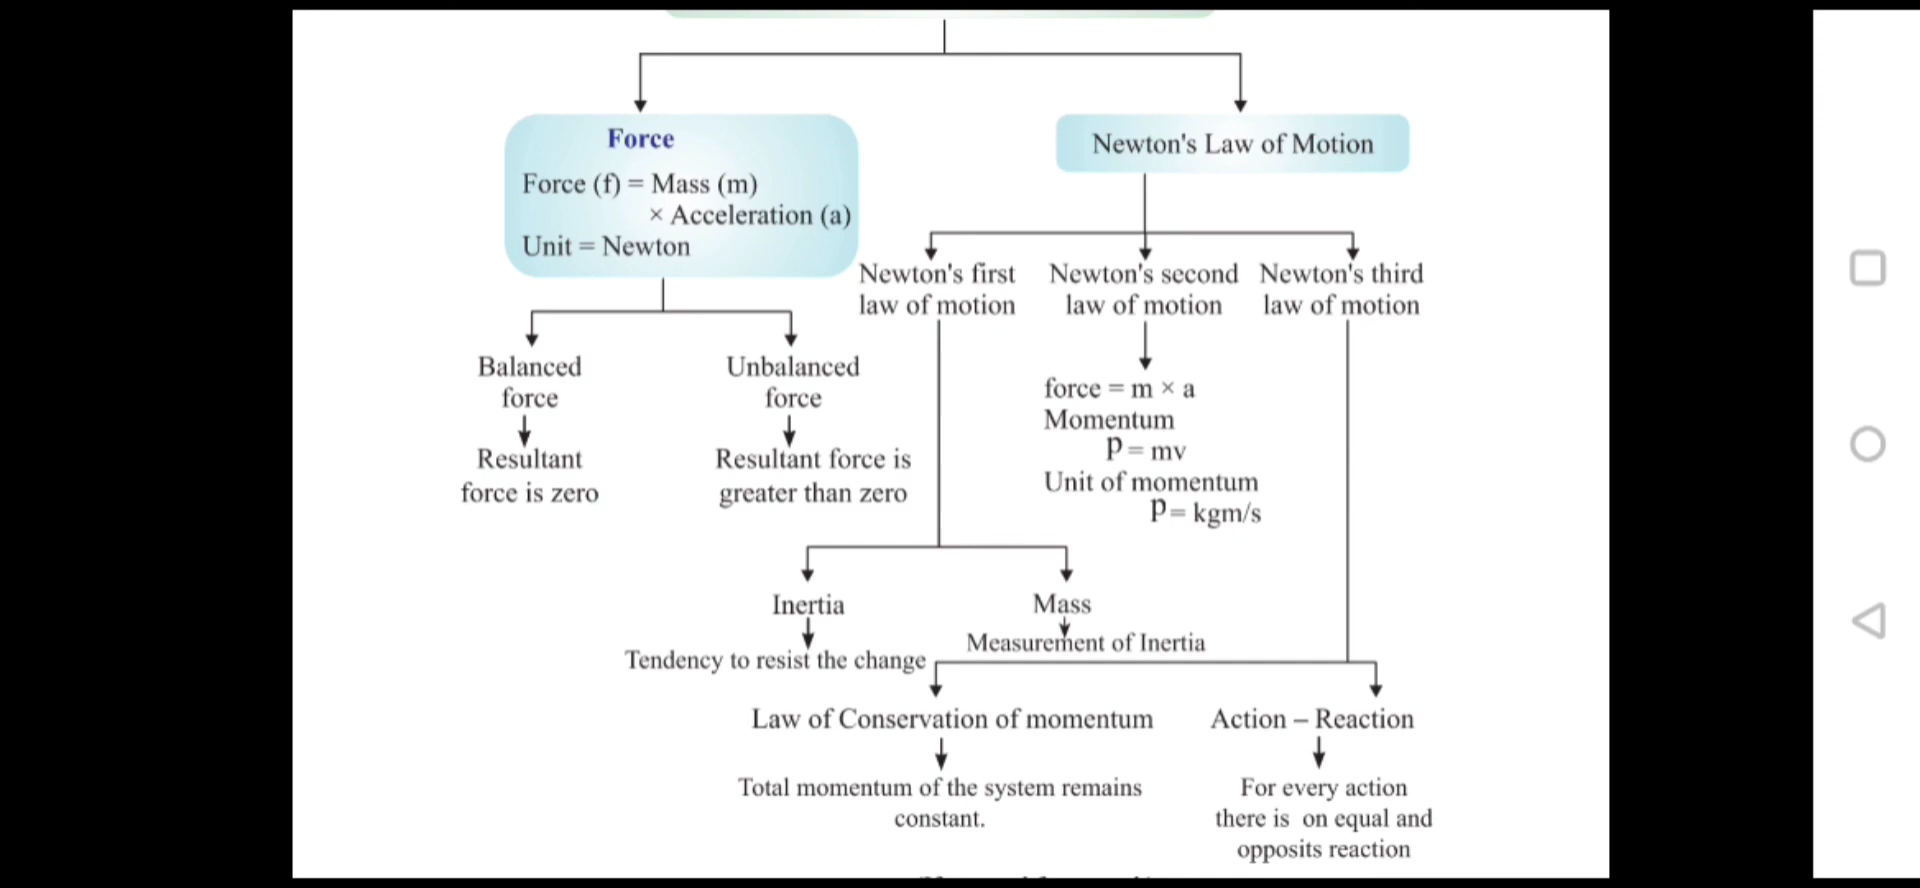 Force
Force (f) = Mass (m)
× Acceleration (a)
Unit = Newton
Newton's Law of Motion
Newton's first
law of motion
Newton's second
law of motion
Newton's third
law of motion
Balanced
force
Resultant
force is zero
Unbalanced
force
Resultant force is
greater than zero
force = m × a
Momentum
p = mv
Unit of momentum
p = kgm/s
Inertia
Tendency to resist the change
Mass
Measurement of Inertia
Law of Conservation of momentum
Total momentum of the system remains
constant.
Action – Reaction
For every action
there is on equal and
opposits reaction